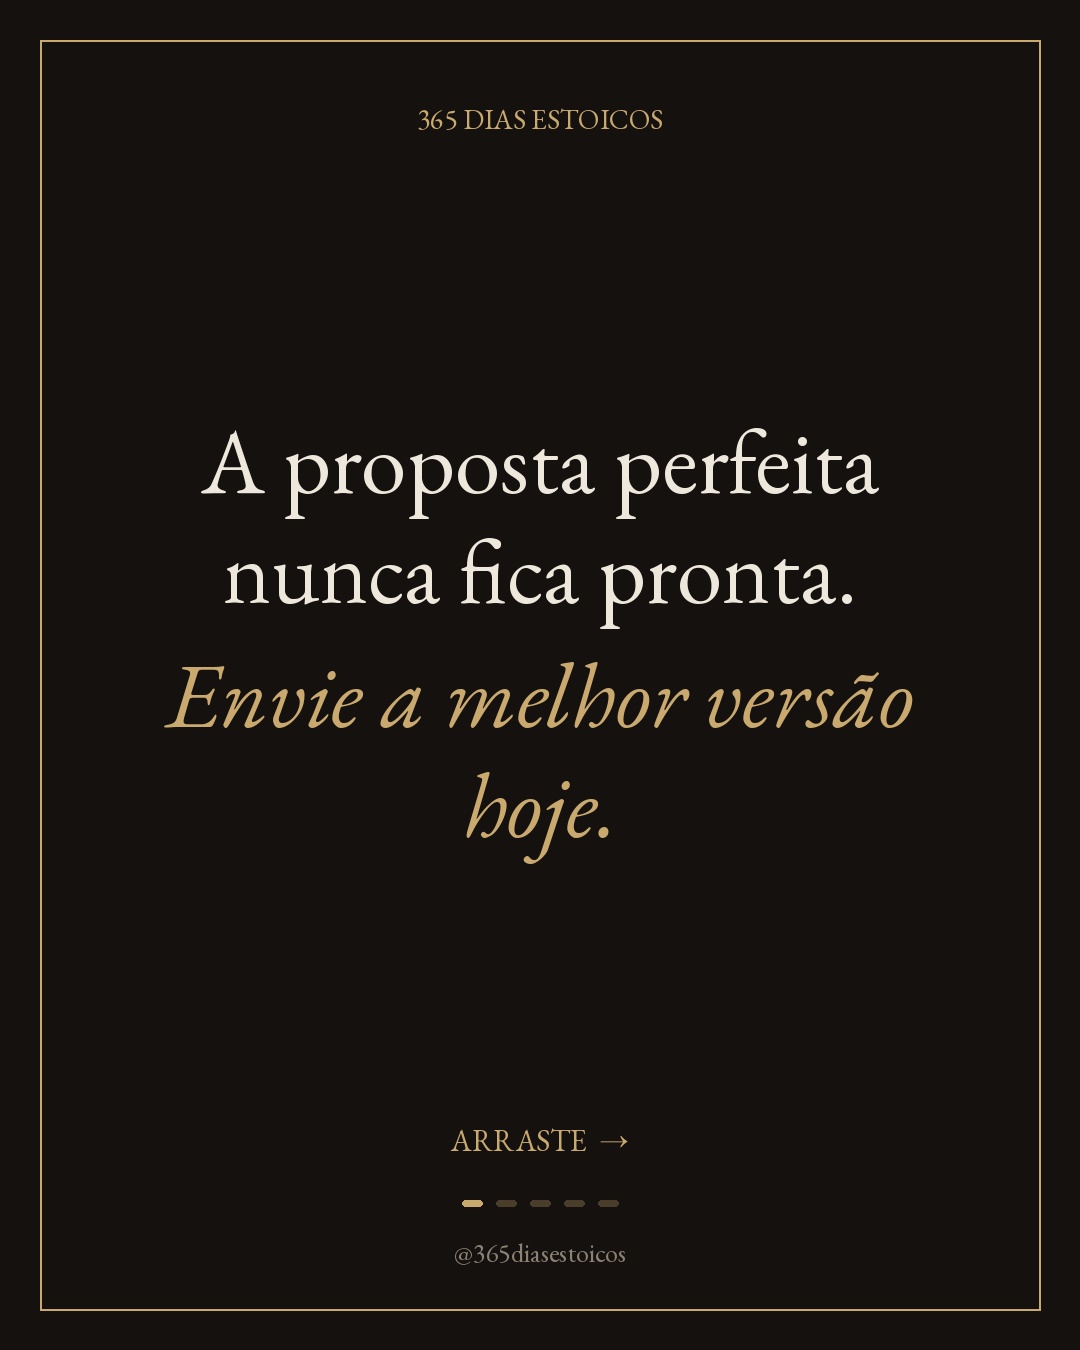 365 DIAS ESTOICOS
A proposta perfeita
nunca fica pronta.
Envie a melhor versão
hoje.
ARRASTE →
@365diasestoicos